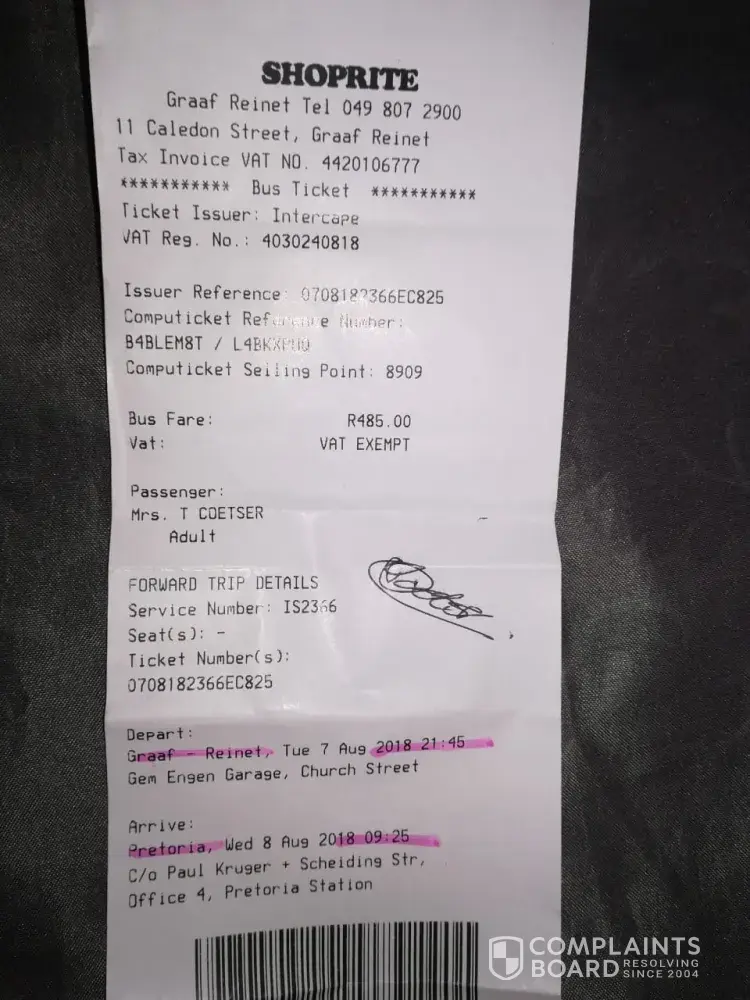 SHOPRITE
Graaf Reinet Tel 049 807 2900
11 Caledon Street, Graaf Reinet
Tax Invoice VAT NO. 4420106777
*********** Bus Ticket ***********
Ticket Issuer: Intercape
VAT Reg. No.: 4030240818
Issuer Reference: 0708182366EC825
Computicket Reference Number:
B4BLEM8T /
Computicket Selling Point: 8909
Bus Fare: R485.00
Vat: VAT EXEMPT
Passenger:
Mrs. T COETSER
Adult
FORWARD TRIP DETAILS
Service Number: IS2366
Seat(s): -
Ticket Number(s):
0708182366EC825
Depart:
Graaf - Reinet, Tue 7 Aug 2018 21:45
Gem Engen Garage, Church Street
Arrive:
Pretoria, Wed 8 Aug 2018 09:25
C/o Paul Kruger + Scheiding Str,
Office 4, Pretoria Station
COMPLAINTS
BOARD RESOLVING SINCE 2004